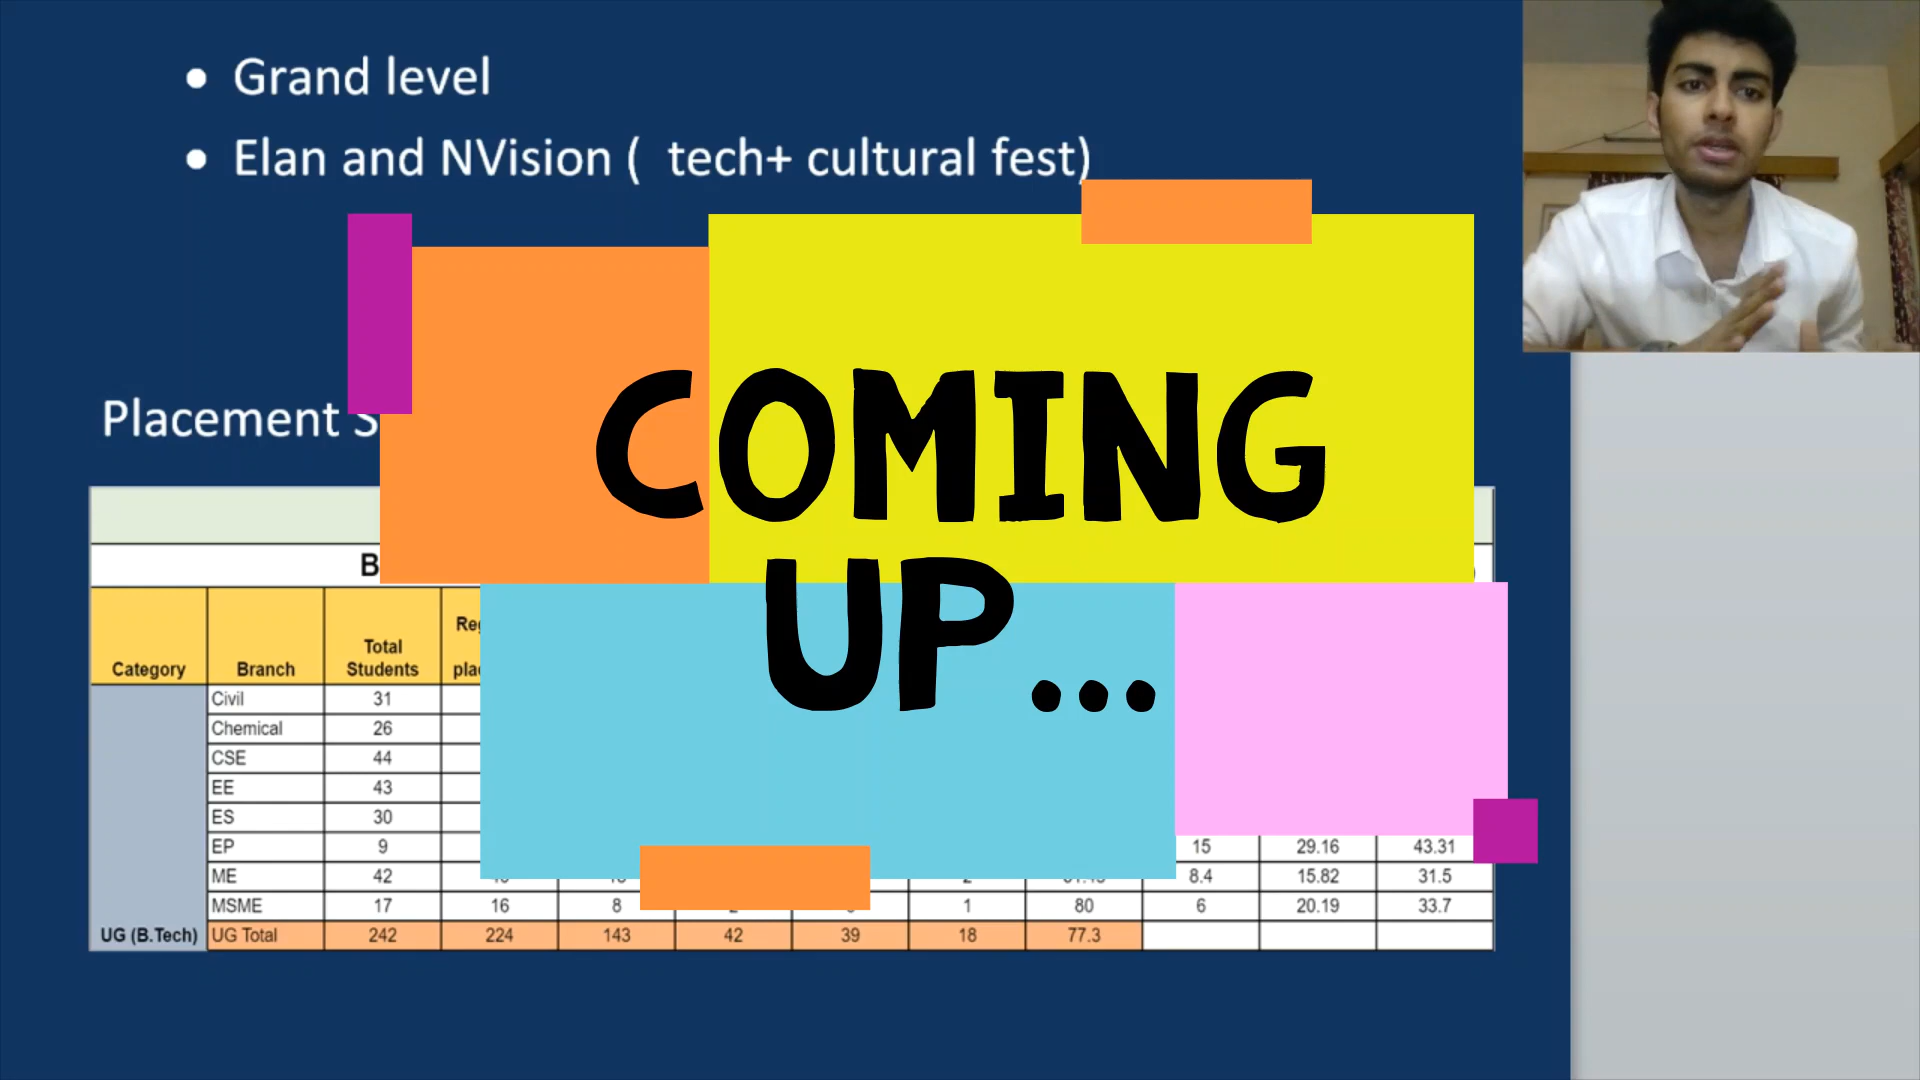 • Grand level
• Elan and NVision ( tech+ cultural fest)
COMING
UP...
Placement
Category Branch Total Students
Civil 31
Chemical 26
CSE 44
EE 43
ES 30
EP 9 15 29.16 43.31
ME 42 8.4 15.82 31.5
MSME 17 16 8 1 80 6 20.19 33.7
UG (B.Tech) UG Total 242 224 143 42 39 18 77.3